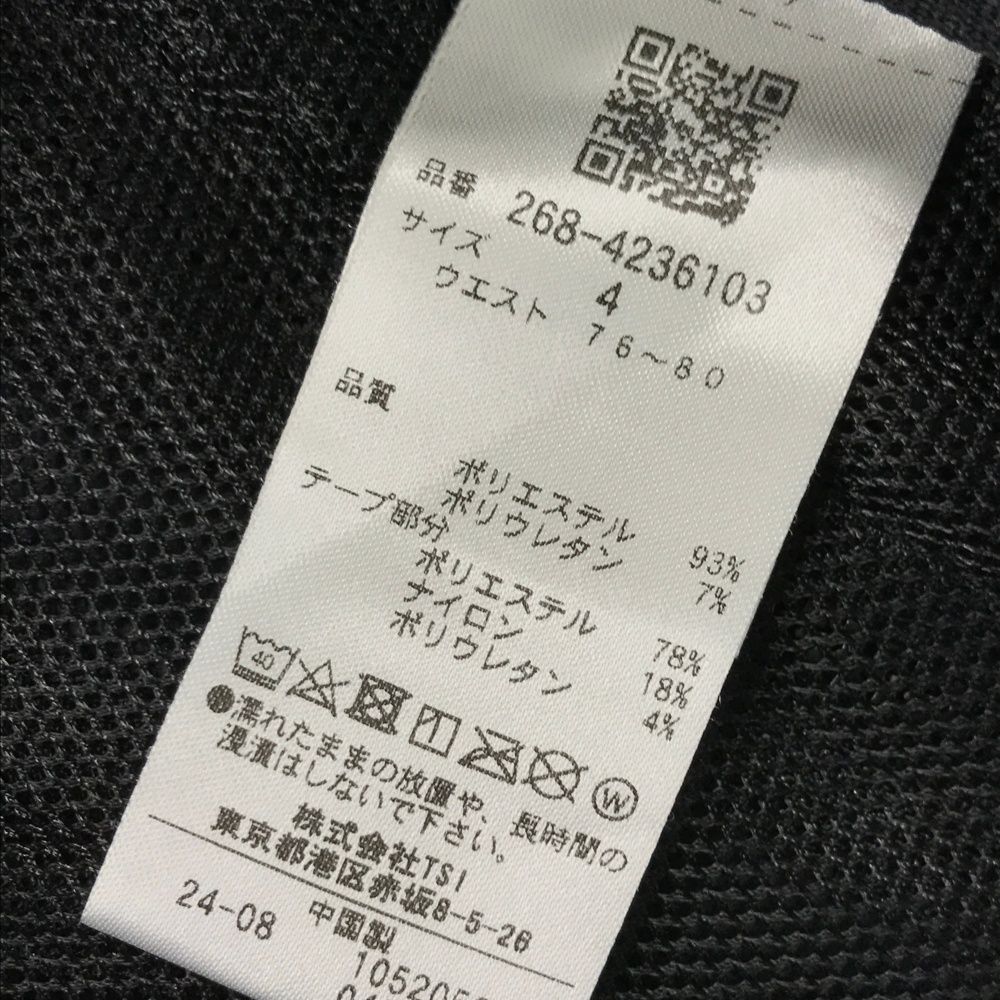 品番 268-4236103
サイズ 4
ウエスト 76~80
品質
ポリエステル 93%
ポリウレタン 7%
テープ部分
ポリエステル 78%
ナイロン 18%
ポリウレタン 4%
40
W
●濡れたままの放置や、長時間の
浸漬はしないで下さい。
株式会社TSI
東京都港区赤坂8-5-26
24-08 中国製